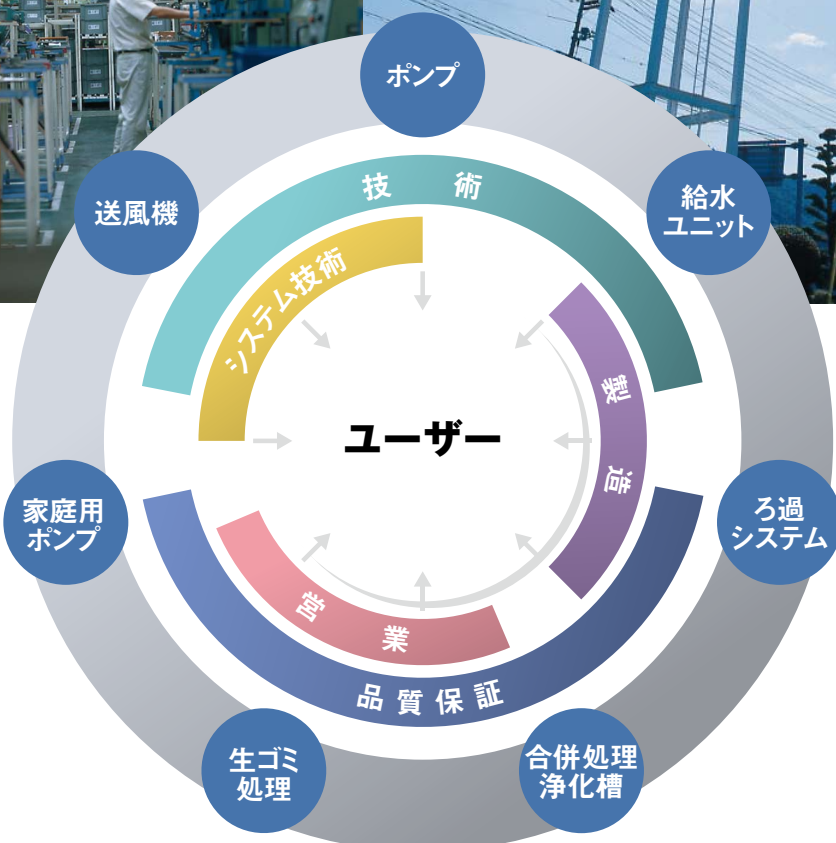 ポンプ
給水
ユニット
ろ過
システム
合併処理
浄化槽
生ゴミ
処理
家庭用
ポンプ
送風機
技術
システム技術
製造
営業
品質保証
ユーザー